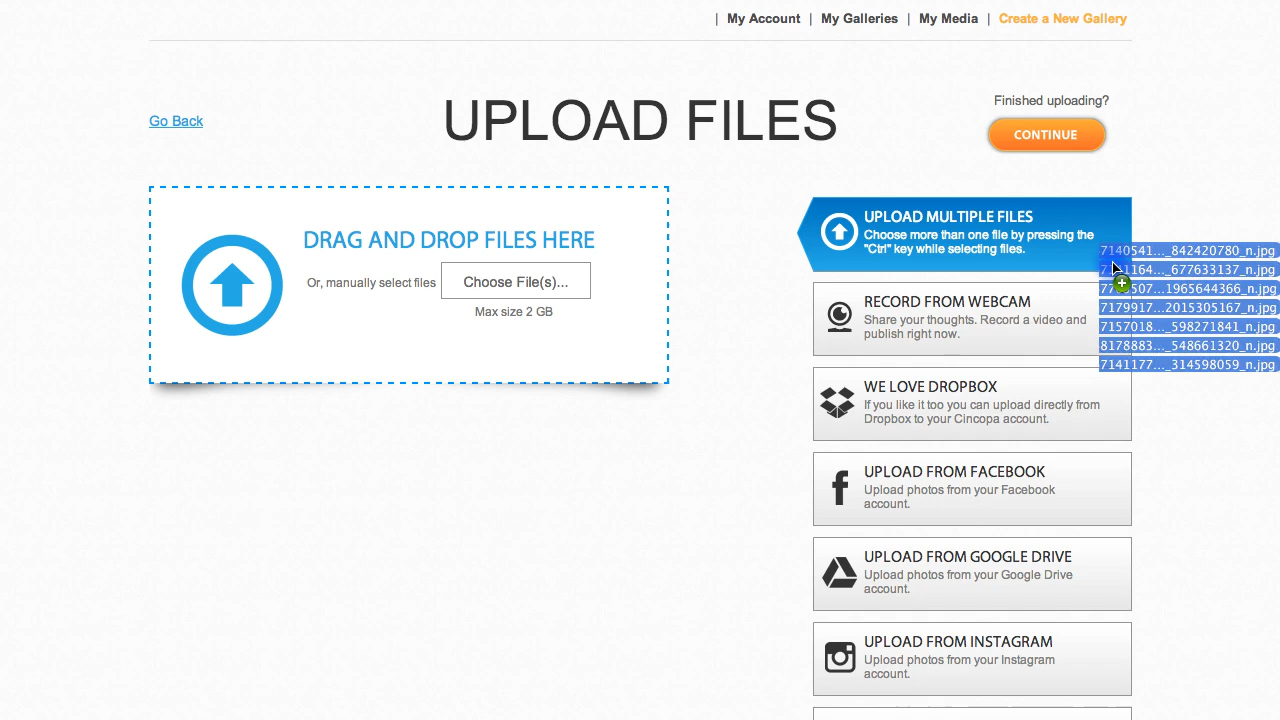 | My Account | My Galleries | My Media | Create a New Gallery
Go Back
UPLOAD FILES
Finished uploading?
CONTINUE
DRAG AND DROP FILES HERE
Or, manually select files Choose File(s)...
Max size 2 GB
UPLOAD MULTIPLE FILES
Choose more than one file by pressing the
"Ctrl" key while selecting files.
RECORD FROM WEBCAM
Share your thoughts. Record a video and
publish right now.
WE LOVE DROPBOX
If you like it too you can upload directly from
Dropbox to your Cincopa account.
UPLOAD FROM FACEBOOK
Upload photos from your Facebook
account.
UPLOAD FROM GOOGLE DRIVE
Upload photos from your Google Drive
account.
UPLOAD FROM INSTAGRAM
Upload photos from your Instagram
account.
7140541..._842420780_n.jpg
7179917...2015305167_n.jpg
7157018..._598271841_n.jpg
8178883..._548661320_n.jpg
7141177..._314598059_n.jpg